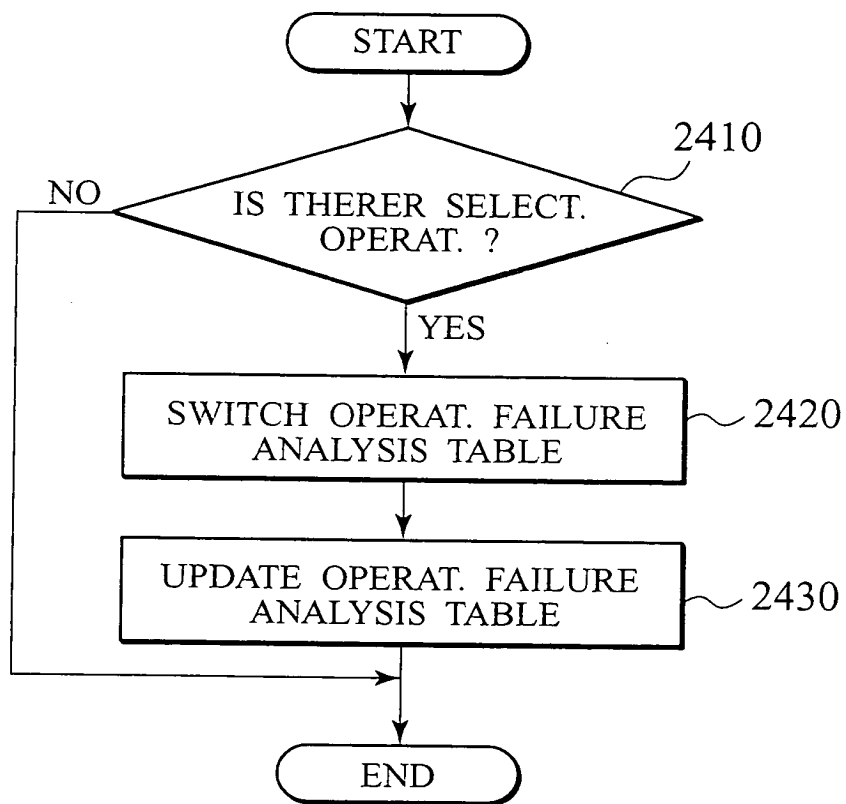 START
2410
NO
IS THERER SELECT.
OPERAT. ?
YES
SWITCH OPERAT. FAILURE
ANALYSIS TABLE
2420
UPDATE OPERAT. FAILURE
ANALYSIS TABLE
2430
END